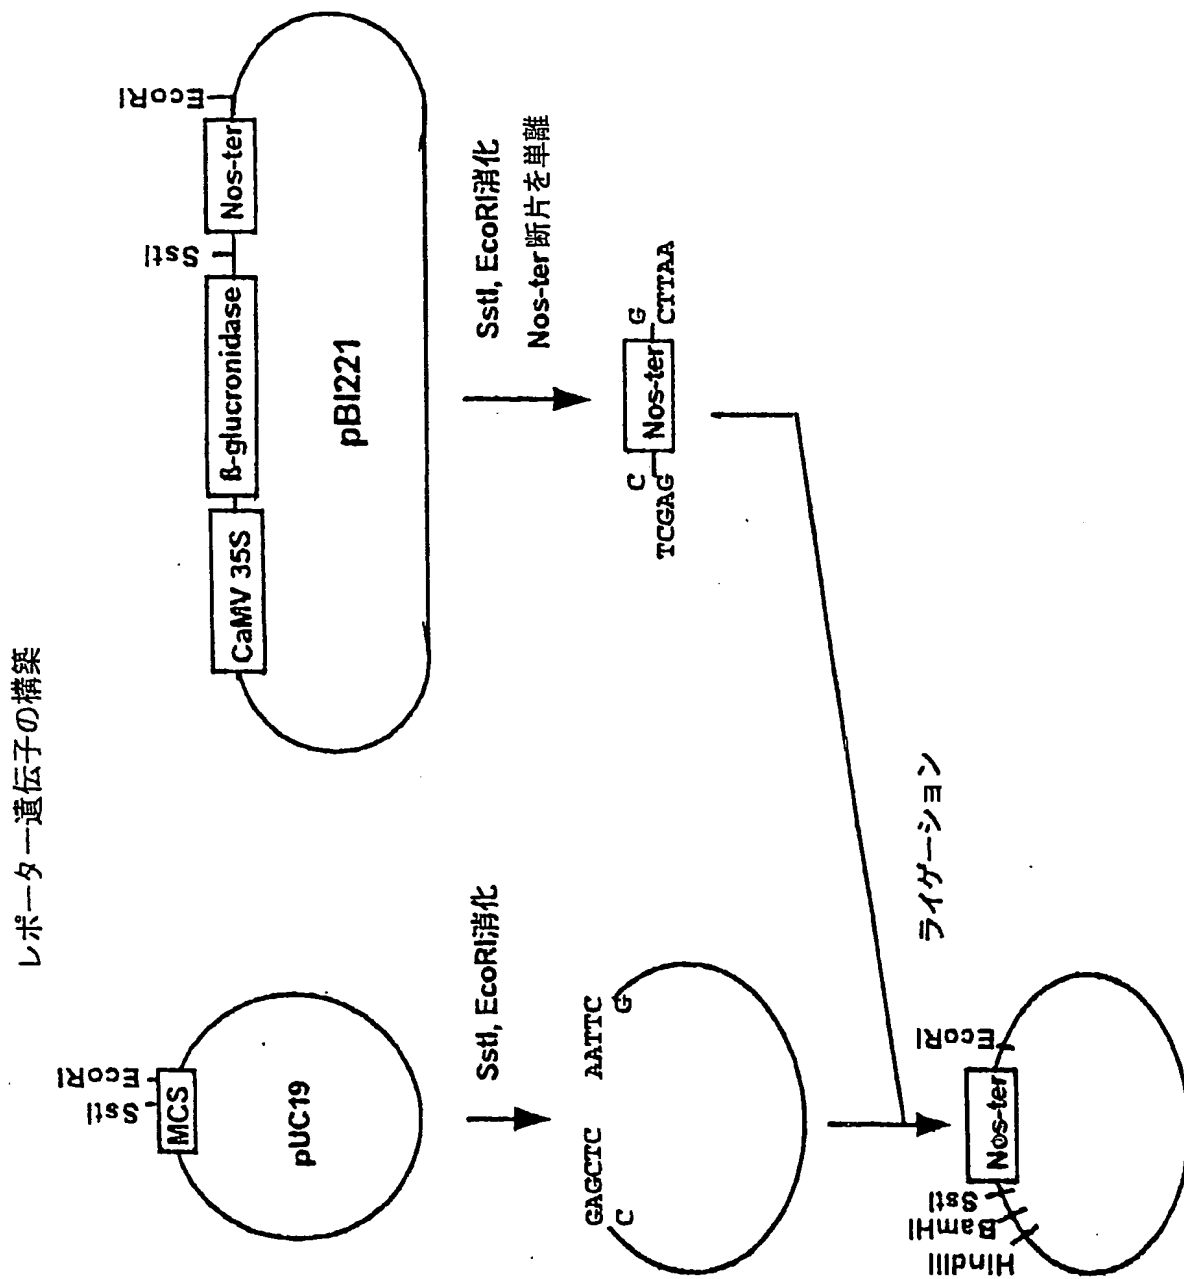 レポーター遺伝子の構築
SstI
EcoRI
MCS
pUC19
CaMV 35S
ß-glucronidase
SstI
Nos-ter
EcoRI
pBI221
SstI, EcoRI消化
SstI, EcoRI消化
Nos-ter断片を単離
GAGCTC AATTC
C G
C G
Nos-ter
TCGAG CTTAA
ライゲーション
HindIII
BamHI
SstI
Nos-ter
EcoRI